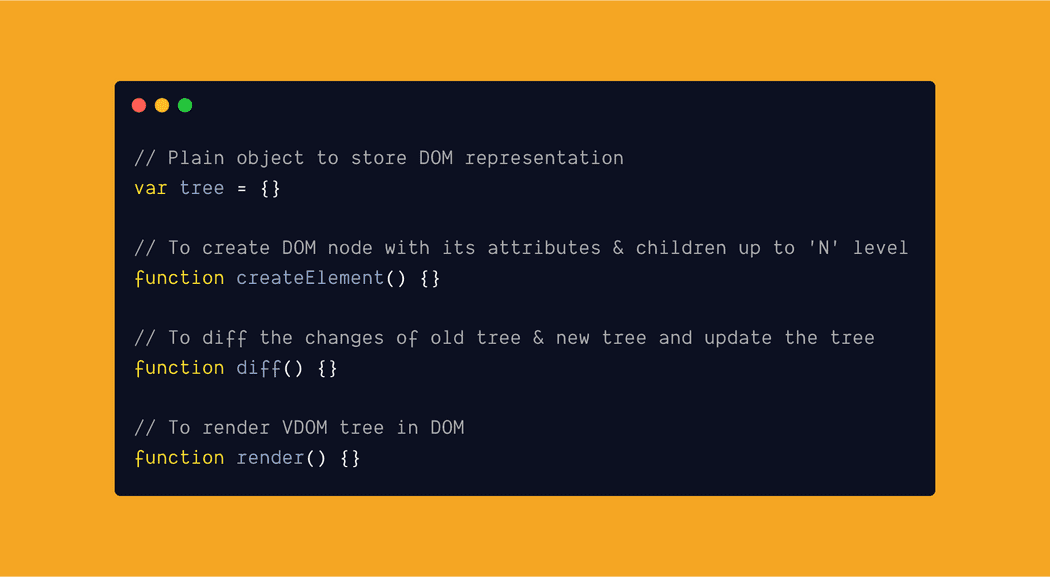 // Plain object to store DOM representation
var tree = {}
// To create DOM node with its attributes & children up to 'N' level
function createElement() {}
// To diff the changes of old tree & new tree and update the tree
function diff() {}
// To render VDOM tree in DOM
function render() {}